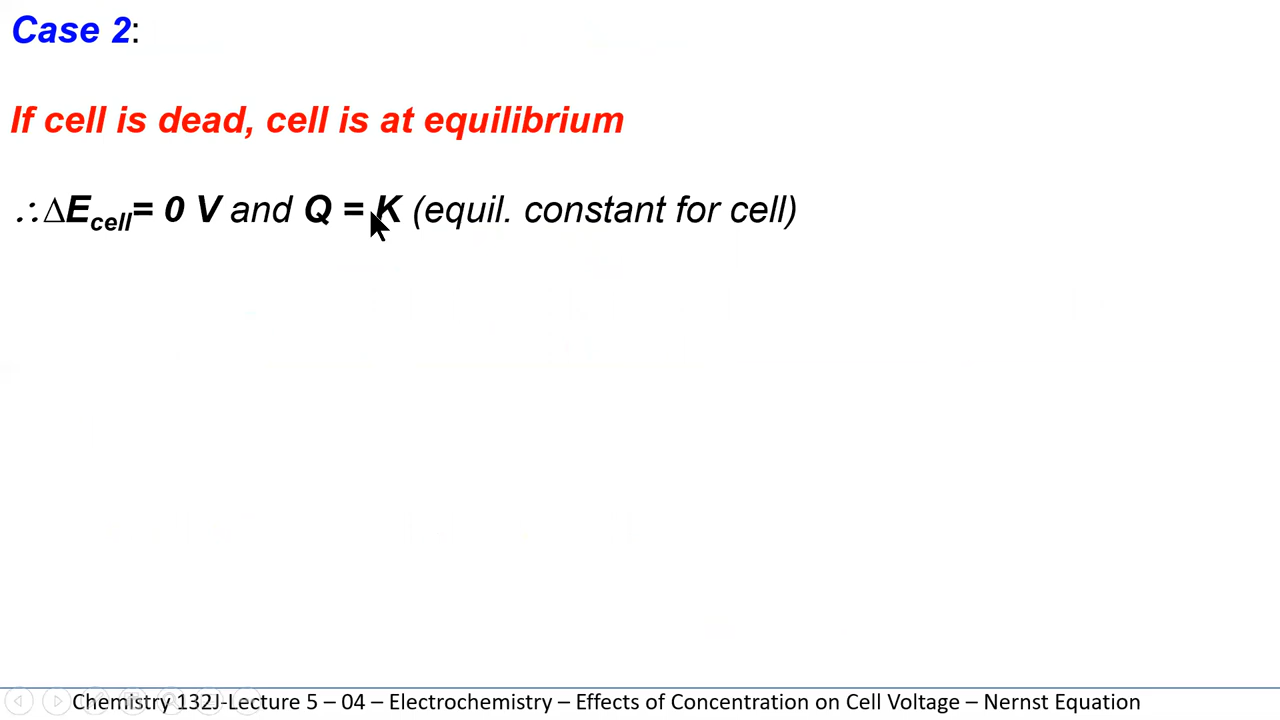 Case 2:
If cell is dead, cell is at equilibrium
∴ΔEcell= 0 V and Q = K (equil. constant for cell)
Chemistry 132J-Lecture 5 – 04 – Electrochemistry – Effects of Concentration on Cell Voltage – Nernst Equation